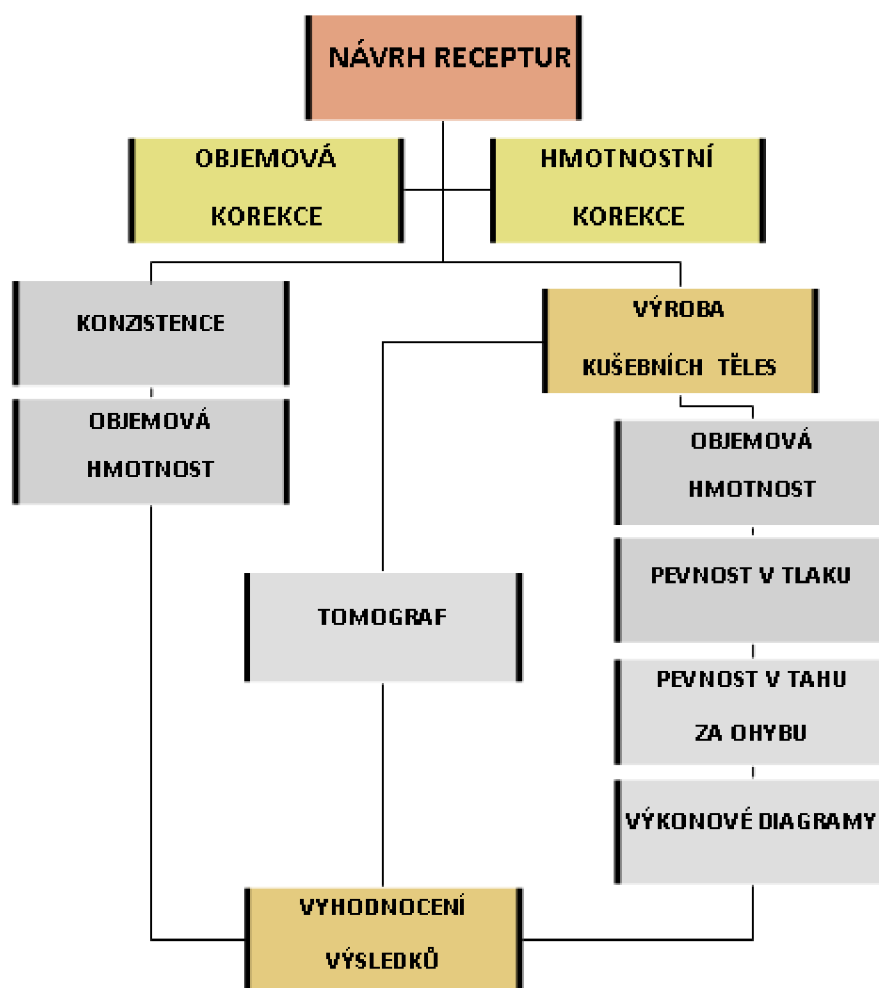 NÁVRH RECEPTUR
OBJEMOVÁ
KOREKCE
HMOTNOSTNÍ
KOREKCE
KONZISTENCE
OBJEMOVÁ
HMOTNOST
VÝROBA
KUŠEBNÍCH TĚLES
OBJEMOVÁ
HMOTNOST
PEVNOST V TLAKU
TOMOGRAF
PEVNOST V TAHU
ZA OHYBU
VÝKONOVÉ DIAGRAMY
VYHODNOCENÍ
VÝSLEDKŮ